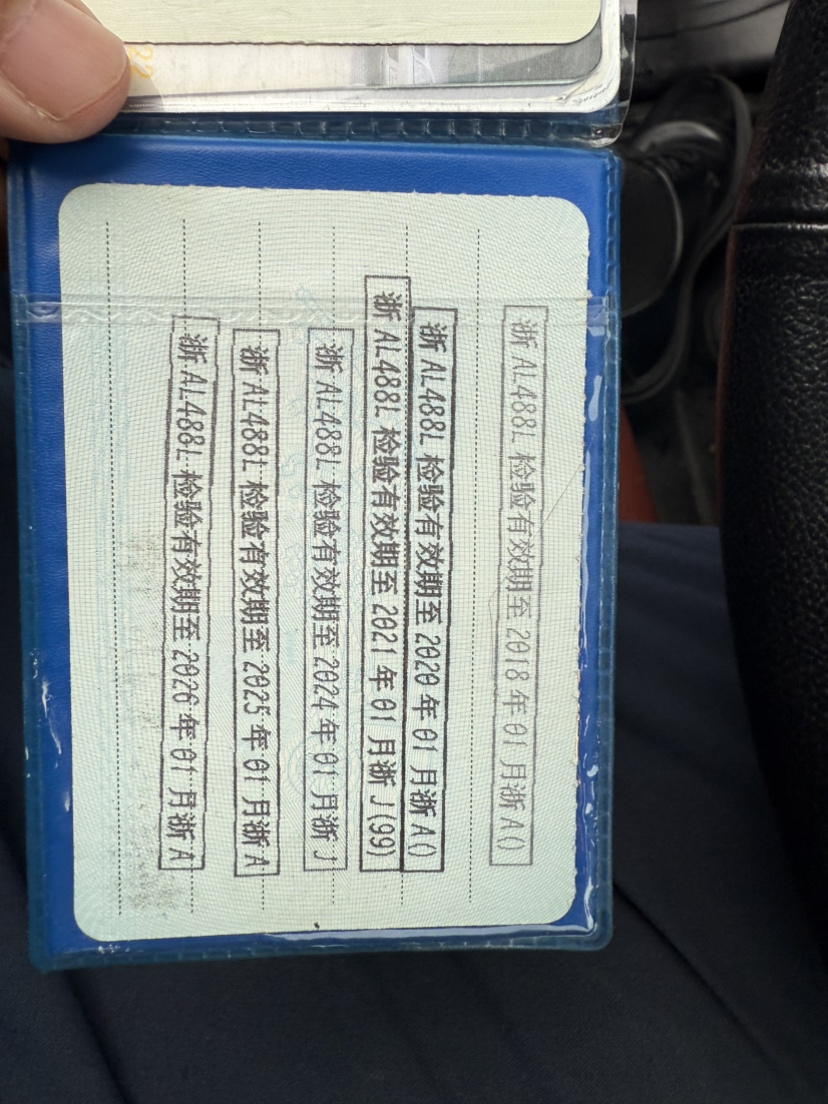 浙AL488L 检验有效期至2018年01月浙A()
浙AL488L 检验有效期至2020年01月浙A()
浙AL488L 检验有效期至2021年01月浙J(99)
浙AL488L 检验有效期至2024年01月浙J
浙AL488L 检验有效期至2025年01月浙A
浙AL488L 检验有效期至2026年01月浙A